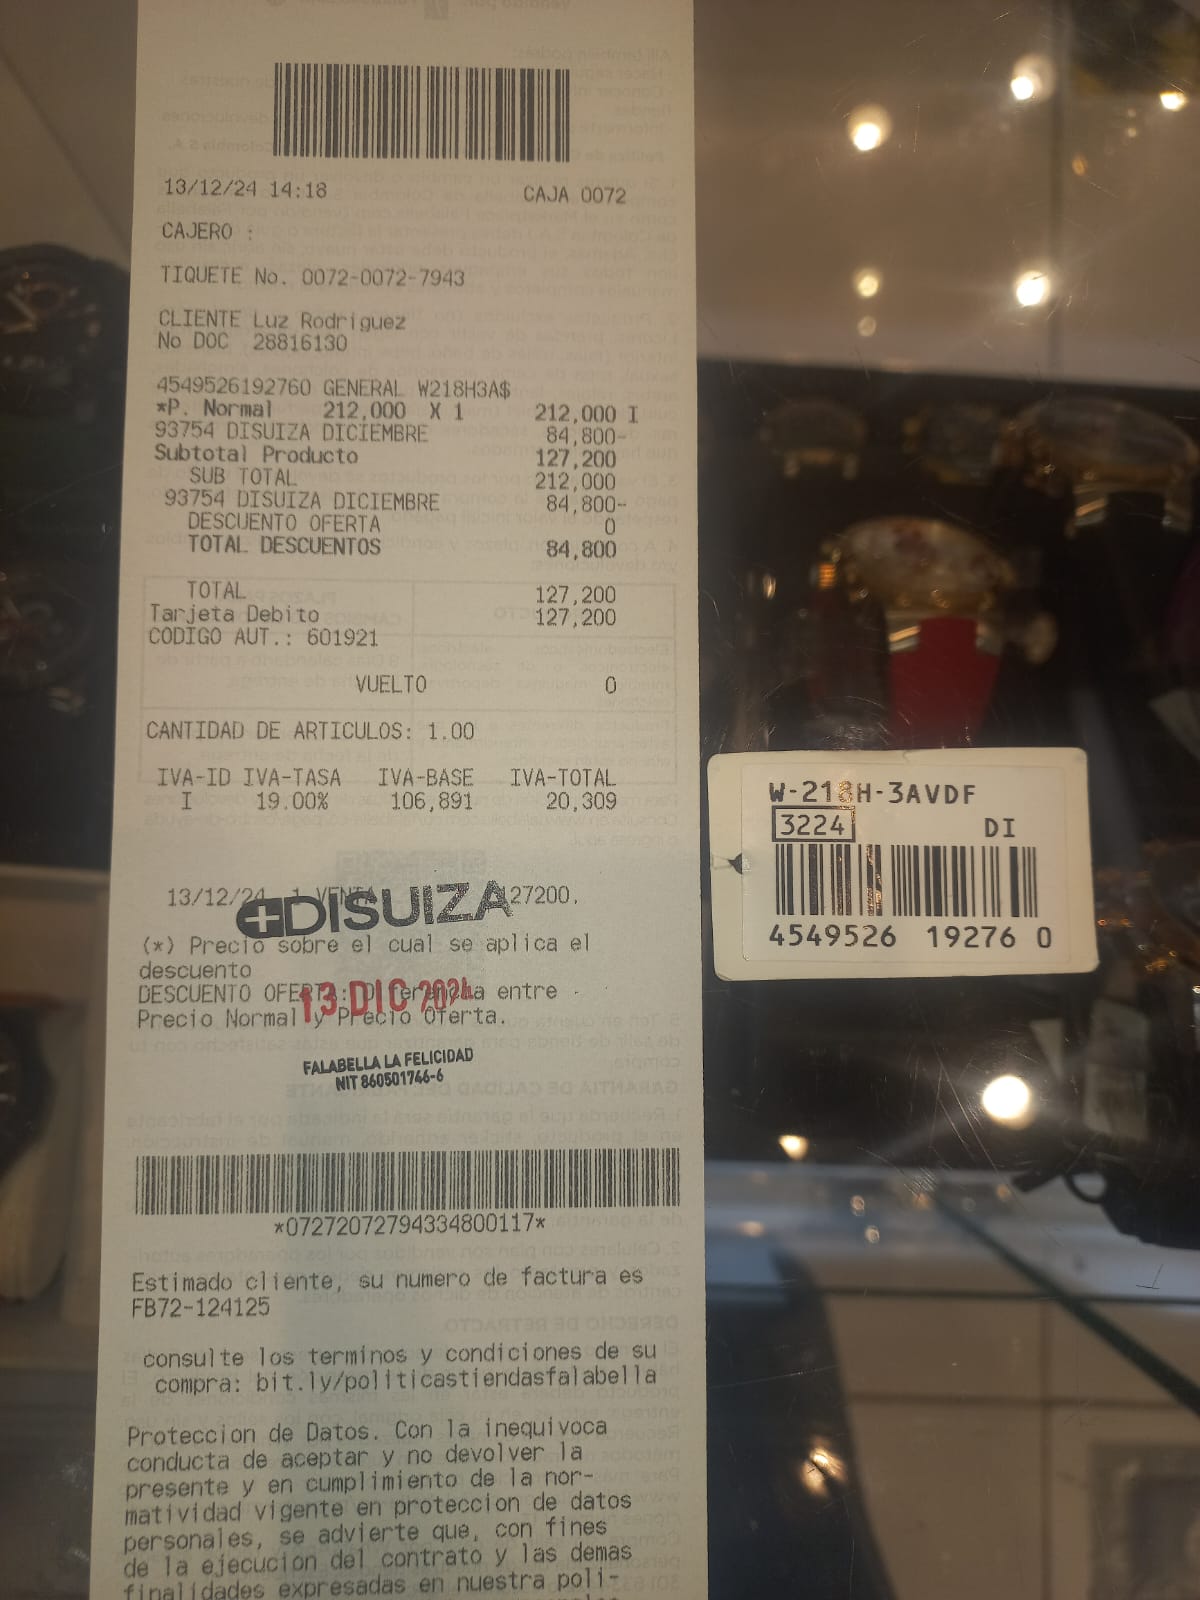 13/12/24 14:18 CAJA 0072
CAJERO :
TIQUETE No. 0072-0072-7943
CLIENTE Luz Rodriguez
No DOC 28816130
4549526192760 GENERAL W218H3A$
*P. Normal 212,000 X 1 212,000 I
93754 DISUIZA DICIEMBRE 84,800-
Subtotal Producto 127,200
SUB TOTAL 212,000
93754 DISUIZA DICIEMBRE 84,800-
DESCUENTO OFERTA 0
TOTAL DESCUENTOS 84,800
TOTAL 127,200
Tarjeta Debito 127,200
CODIGO AUT.: 601921
VUELTO 0
CANTIDAD DE ARTICULOS: 1.00
IVA-ID IVA-TASA IVA-BASE IVA-TOTAL
I 19.00% 106,891 20,309
13/12/24 1 VENTA 127200.
DISUIZA
(*) Precio sobre el cual se aplica el
descuento
DESCUENTO OFERTA: Diferencia entre
13 DIC 2024
Precio Normal y Precio Oferta.
FALABELLA LA FELICIDAD
NIT 860501746-6
*07272072794334800117*
Estimado cliente, su numero de factura es
FB72-124125
consulte los terminos y condiciones de su
compra: bit.ly/politicastiendasfalabella
Proteccion de Datos. Con la inequivoca
conducta de aceptar y no devolver la
presente y en cumplimiento de la nor-
matividad vigente en proteccion de datos
personales, se advierte que, con fines
de la ejecucion del contrato y las demas
finalidades expresadas en nuestra poli-
W-218H-3AVDF
3224 DI
4549526 19276 0